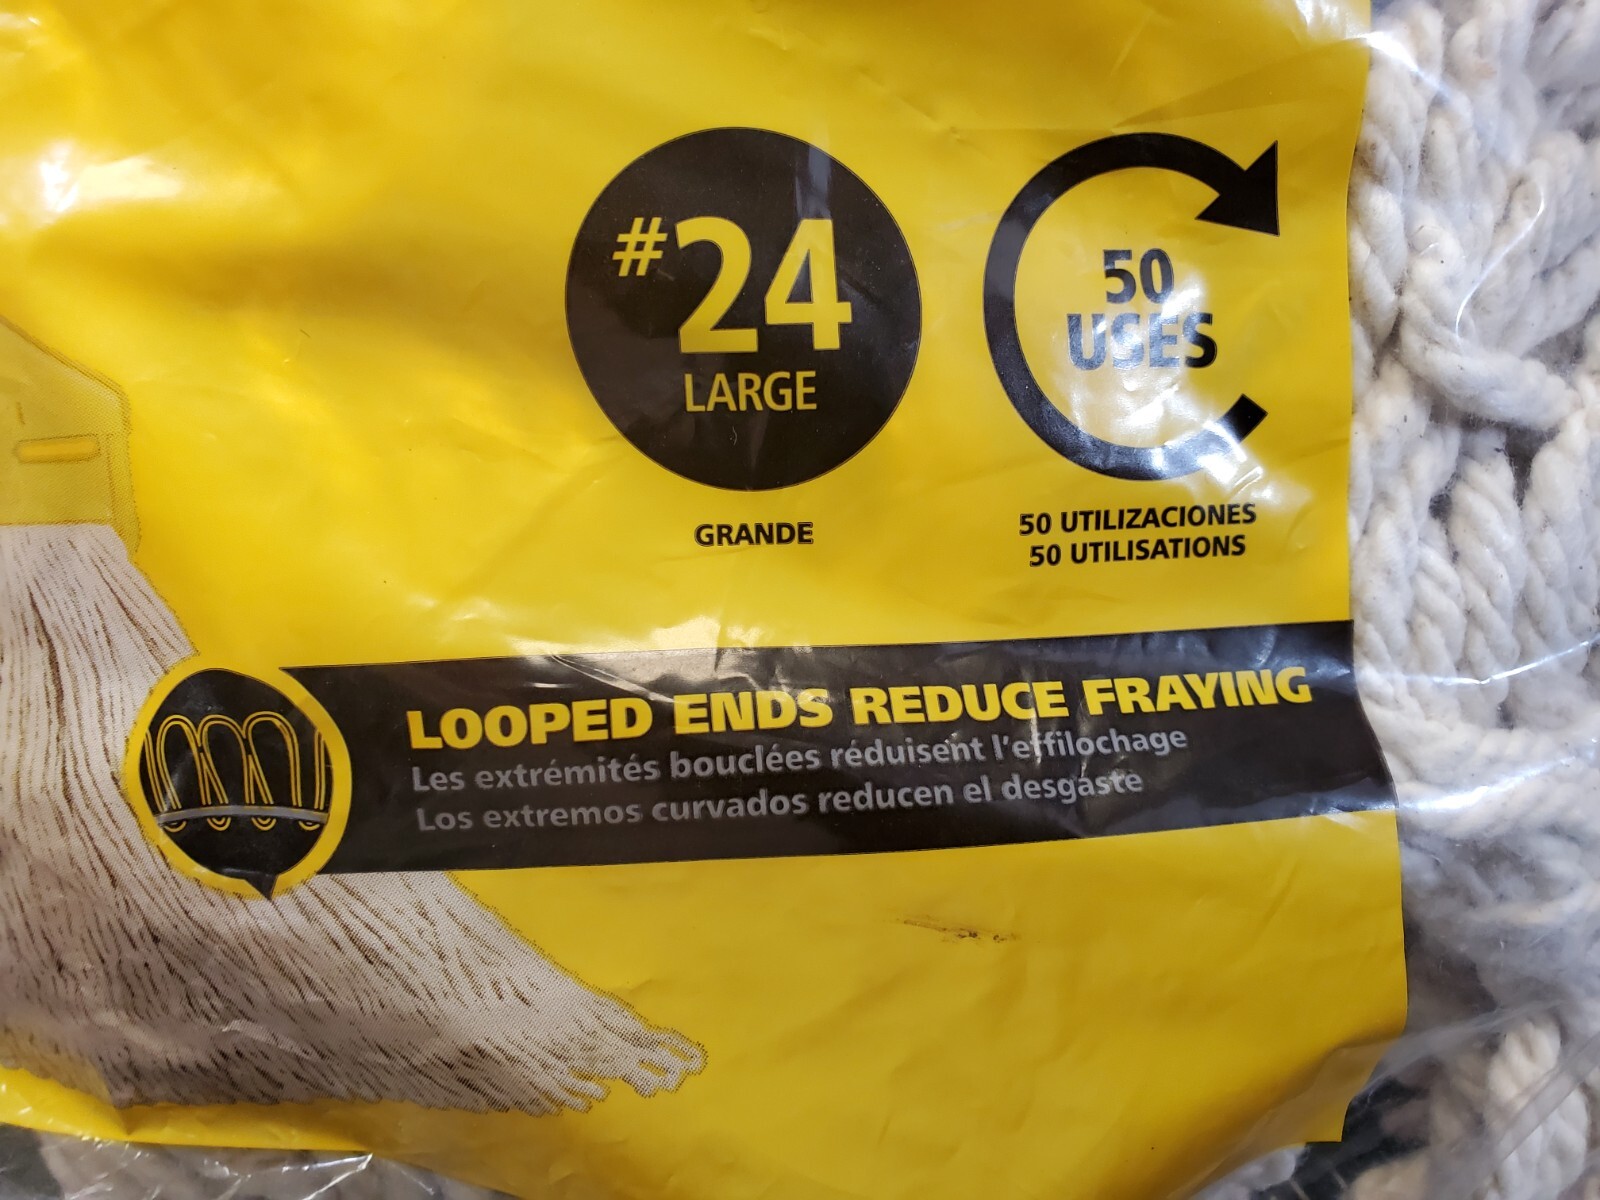 #24
LARGE
GRANDE
50
USES
50 UTILIZACIONES
50 UTILISATIONS
LOOPED ENDS REDUCE FRAYING
Les extrémités bouclées réduisent l'effilochage
Los extremos curvados reducen el desgaste